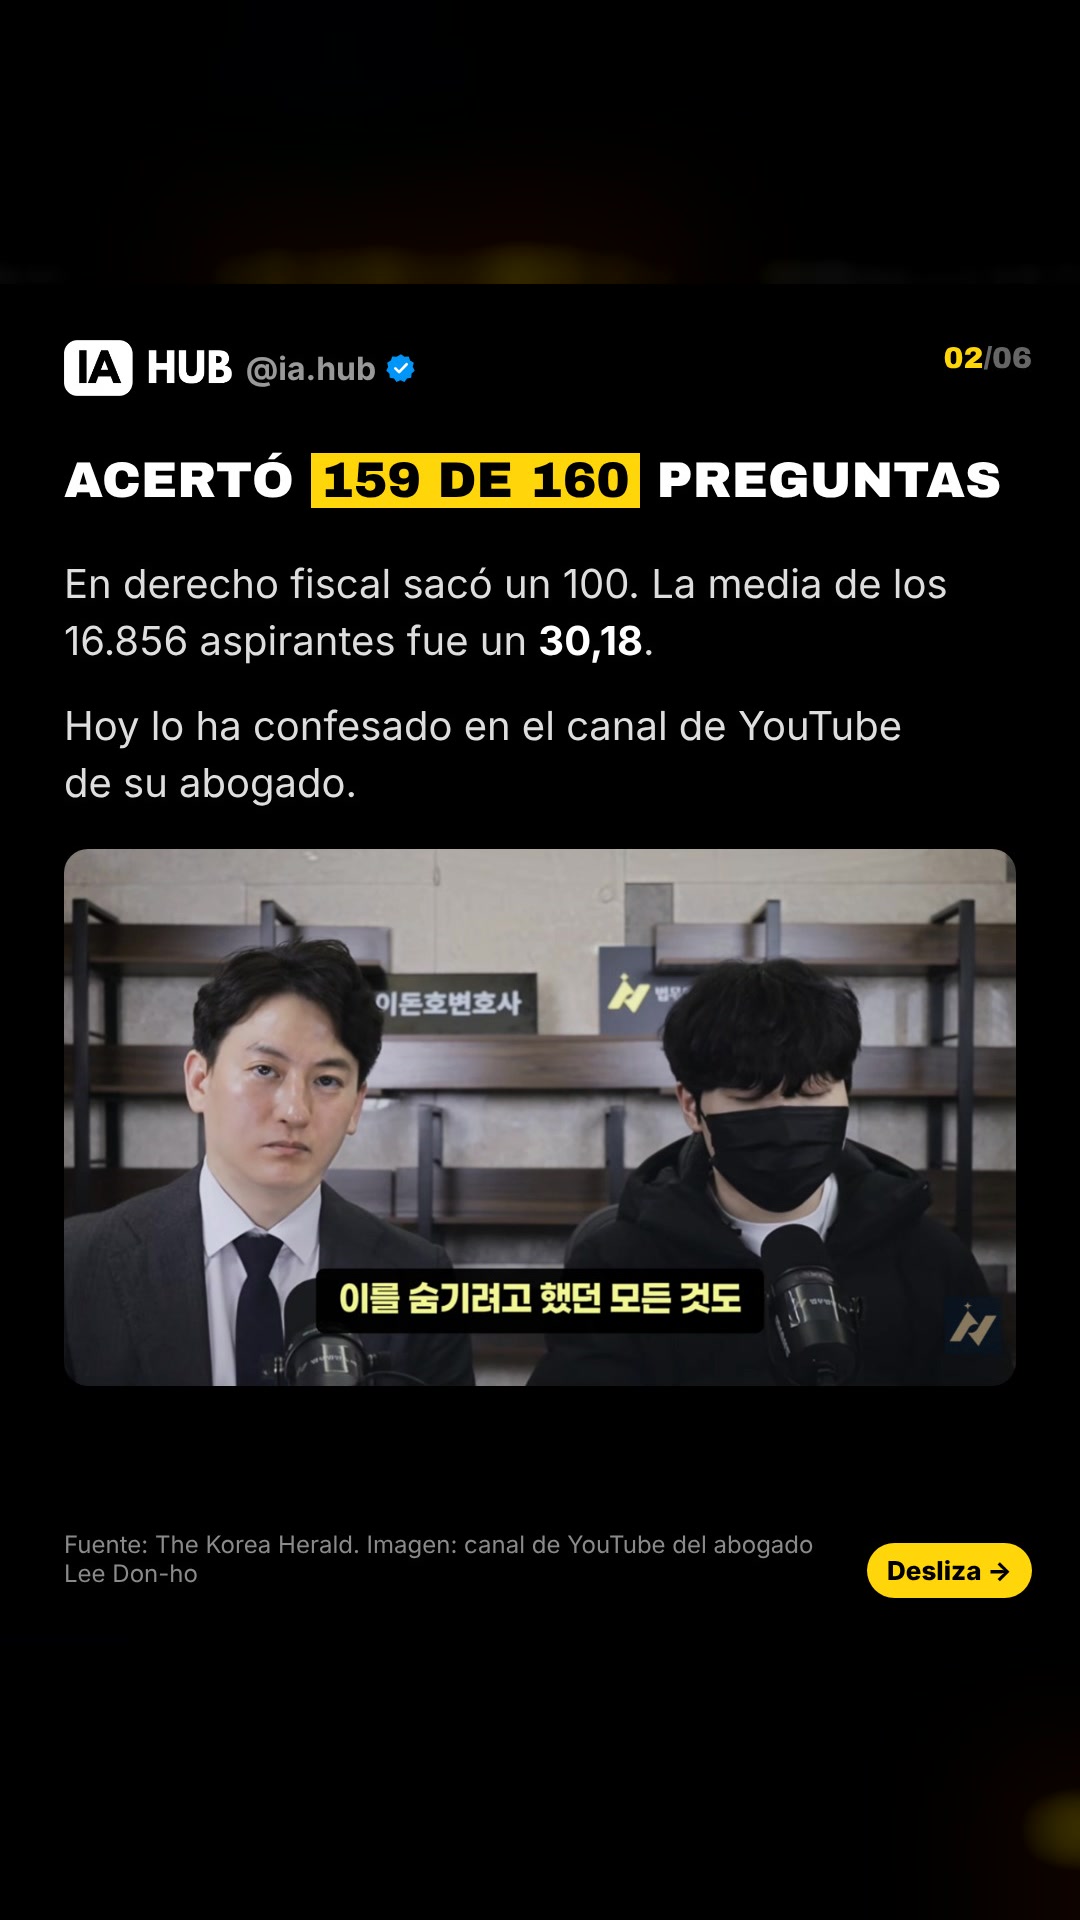 IA HUB @ia.hub
02/06
ACERTÓ 159 DE 160 PREGUNTAS
En derecho fiscal sacó un 100. La media de los
16.856 aspirantes fue un 30,18.
Hoy lo ha confesado en el canal de YouTube
de su abogado.
이돈호변호사
이를 숨기려고 했던 모든 것도
Fuente: The Korea Herald. Imagen: canal de YouTube del abogado
Lee Don-ho
Desliza →